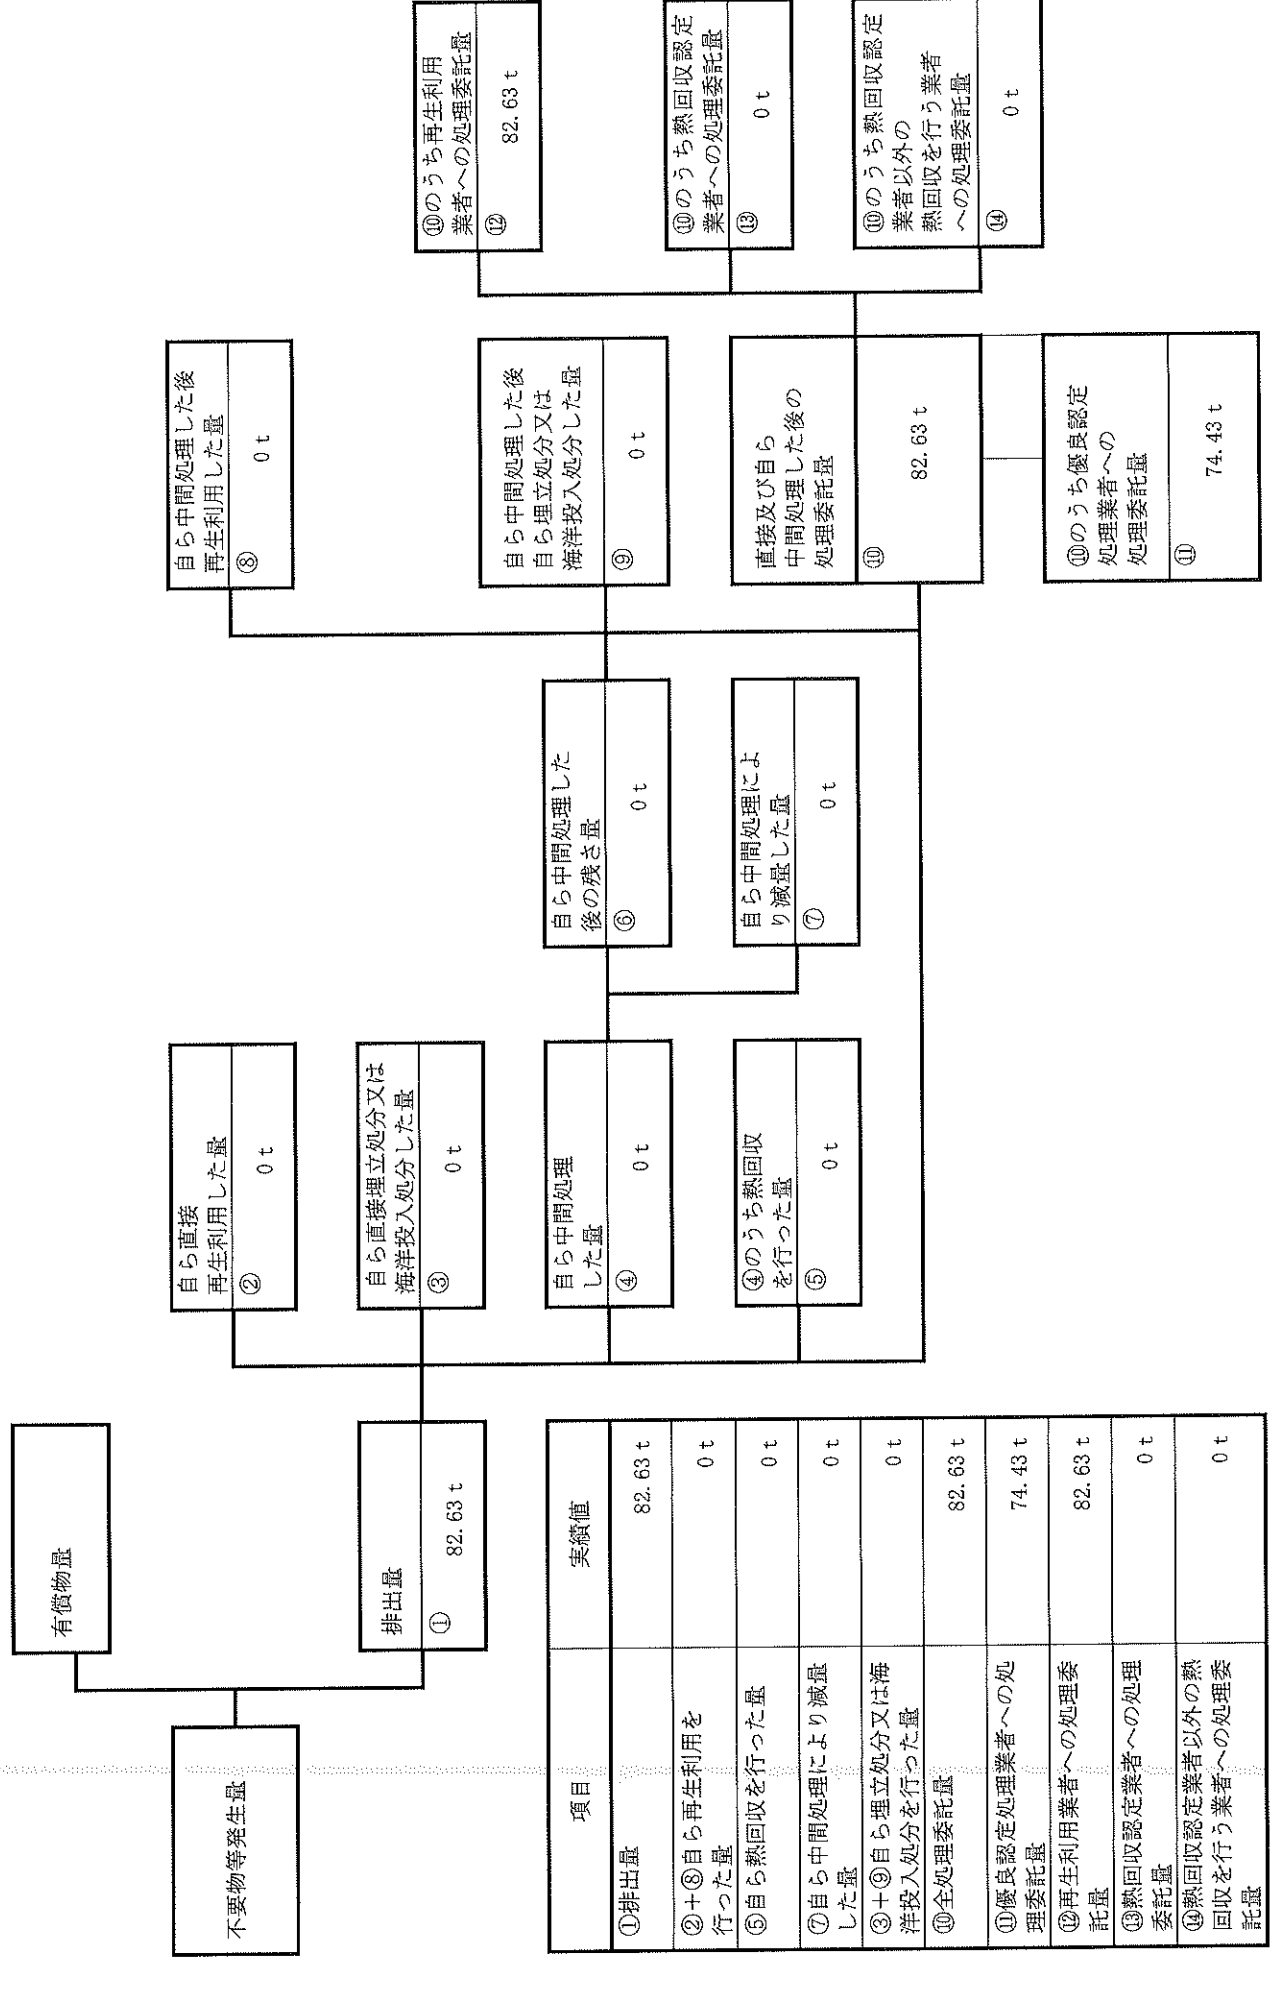 不要物等発生量
有償物量
排出量
① 82.63 t
自ら直接
再生利用した量
② 0 t
自ら直接埋立処分又は
海洋投入処分した量
③ 0 t
自ら中間処理
した量
④ 0 t
④のうち熱回収
を行った量
⑤ 0 t
自ら中間処理した
後の残さ量
⑥ 0 t
自ら中間処理によ
り減量した量
⑦ 0 t
自ら中間処理した後
再生利用した量
⑧ 0 t
自ら中間処理した後
自ら埋立処分又は
海洋投入処分した量
⑨ 0 t
直接及び自ら
中間処理した後の
処理委託量
⑩ 82.63 t
⑩のうち優良認定
処理業者への
処理委託量
⑪ 74.43 t
⑩のうち再生利用
業者への処理委託量
⑫ 82.63 t
⑩のうち熱回収認定
業者への処理委託量
⑬ 0 t
⑩のうち熱回収認定
業者以外の
熱回収を行う業者
への処理委託量
⑭ 0 t
項目 実績値
①排出量 82.63 t
②+⑧自ら再生利用を
行った量 0 t
⑤自ら熱回収を行った量 0 t
⑦自ら中間処理により減量
した量 0 t
③+⑨自ら埋立処分又は海
洋投入処分を行った量 0 t
⑩全処理委託量 82.63 t
⑪優良認定処理業者への処
理委託量 74.43 t
⑫再生利用業者への処理委
託量 82.63 t
⑬熱回収認定業者への処理
委託量 0 t
⑭熱回収認定業者以外の熱
回収を行う業者への処理委
託量 0 t